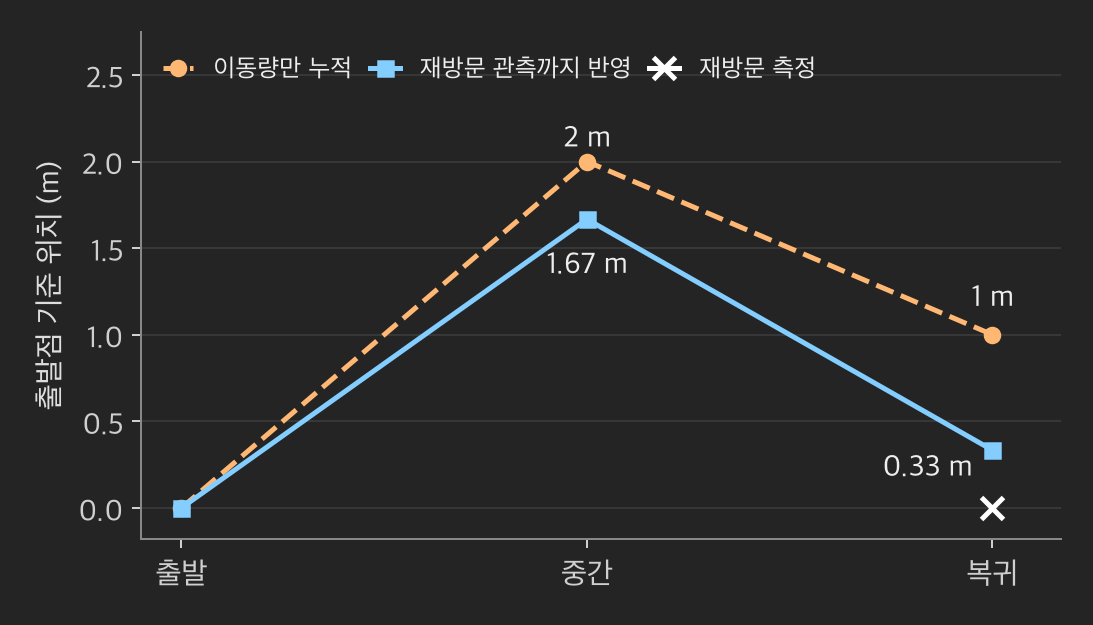 이동량만 누적 재방문 관측까지 반영 재방문 측정
출발점 기준 위치 (m)
2.5
2.0
1.5
1.0
0.5
0.0
2 m
1.67 m
1 m
0.33 m
출발 중간 복귀